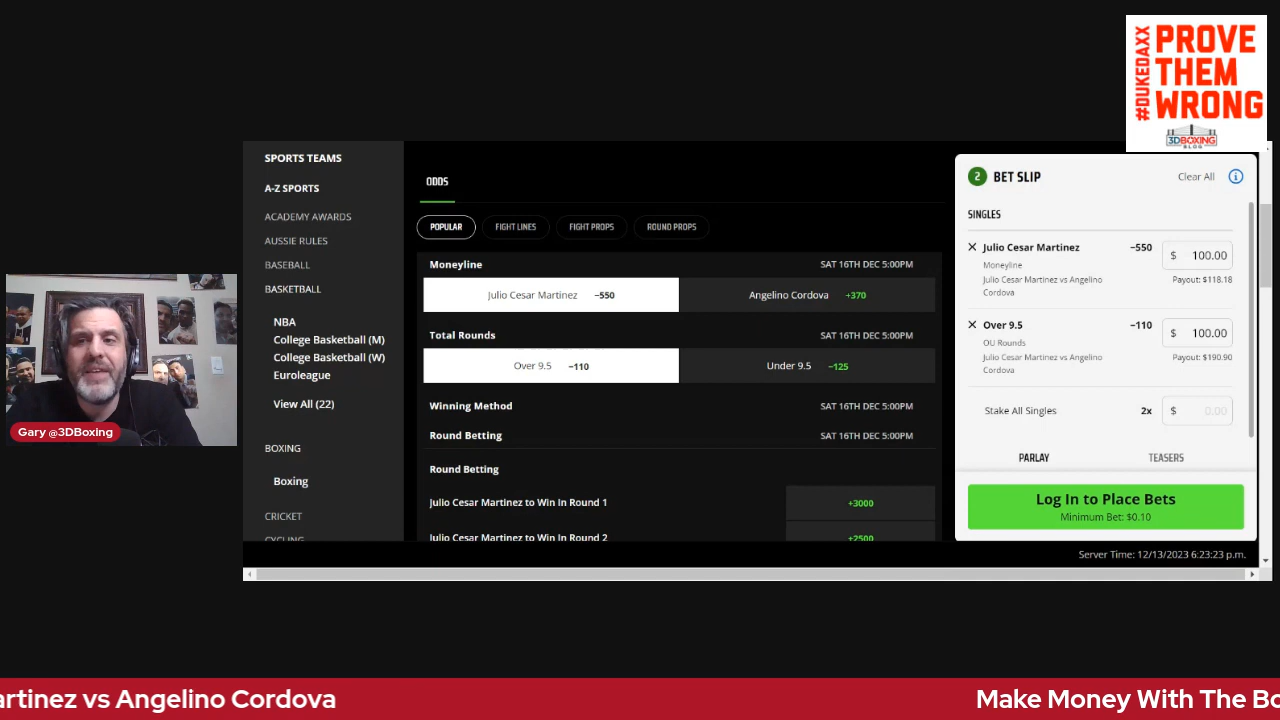 #DUKEDAXX
PROVE
THEM
WRONG
3DBOXING
BLOG
SPORTS TEAMS
A-Z SPORTS
ACADEMY AWARDS
AUSSIE RULES
BASEBALL
BASKETBALL
NBA
College Basketball (M)
College Basketball (W)
Euroleague
View All (22)
BOXING
Boxing
CRICKET
CYCLING
ODDS
POPULAR FIGHT LINES FIGHT PROPS ROUND PROPS
Moneyline SAT 16TH DEC 5:00PM
Julio Cesar Martinez −550 Angelino Cordova +370
Total Rounds SAT 16TH DEC 5:00PM
Over 9.5 −110 Under 9.5 −125
Winning Method SAT 16TH DEC 5:00PM
Round Betting SAT 16TH DEC 5:00PM
Round Betting
Julio Cesar Martinez to Win In Round 1 +3000
Julio Cesar Martinez to Win In Round 2 +2500
2 BET SLIP Clear All i
SINGLES
Julio Cesar Martinez −550 $ 100.00
Moneyline
Payout: $118.18
Julio Cesar Martinez vs Angelino
Cordova
Over 9.5 −110 $ 100.00
OU Rounds
Payout: $190.90
Julio Cesar Martinez vs Angelino
Cordova
Stake All Singles 2x $ 0.00
PARLAY TEASERS
Log In to Place Bets
Minimum Bet: $0.10
Server Time: 12/13/2023 6:23:23 p.m.
Gary @3DBoxing
artinez vs Angelino Cordova
Make Money With The Bo